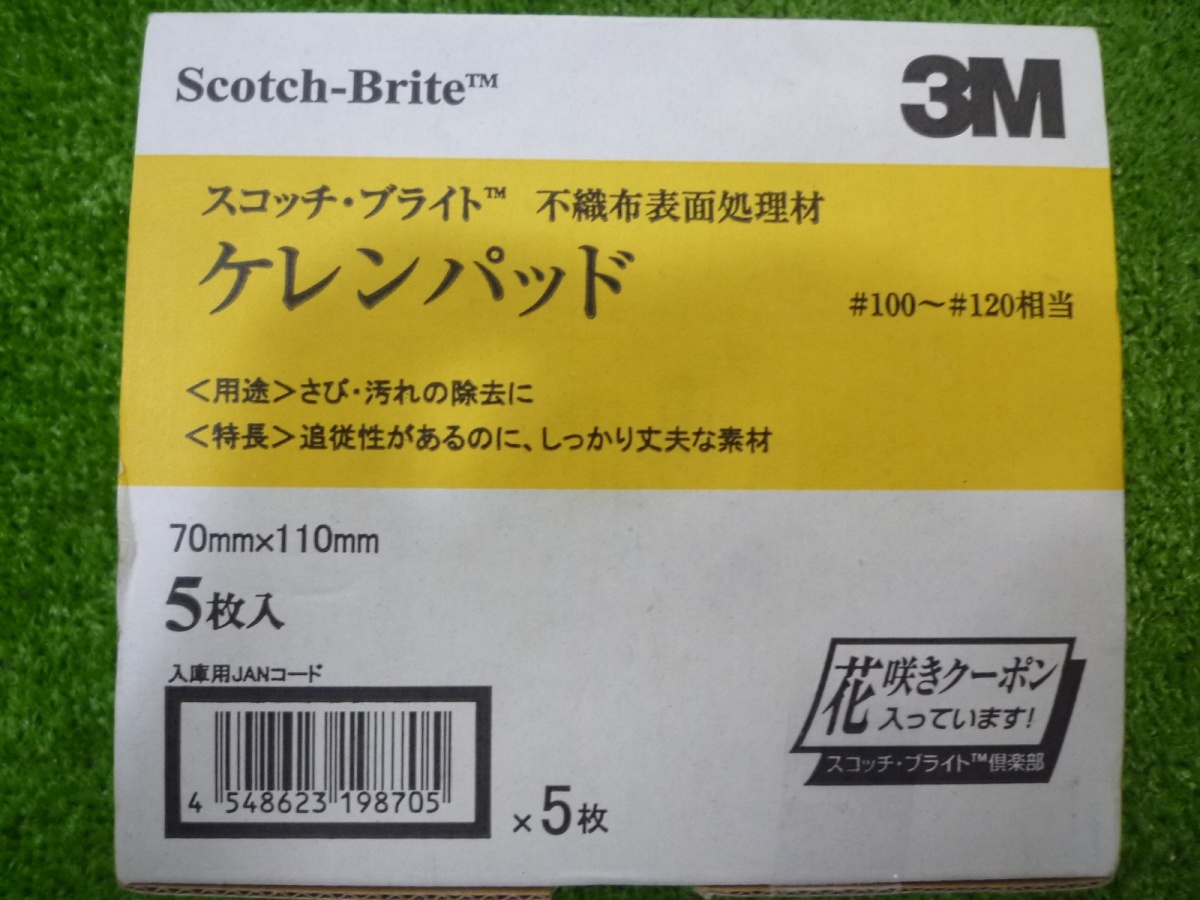 Scotch-Brite™
3M
スコッチ・ブライト™ 不織布表面処理材
ケレンパッド
#100～#120相当
＜用途＞さび・汚れの除去に
＜特長＞追従性があるのに、しっかり丈夫な素材
70mm×110mm
5枚入
入庫用JANコード
4 548623 198705
×5枚
花咲きクーポン
入っています!
スコッチ・ブライト™倶楽部